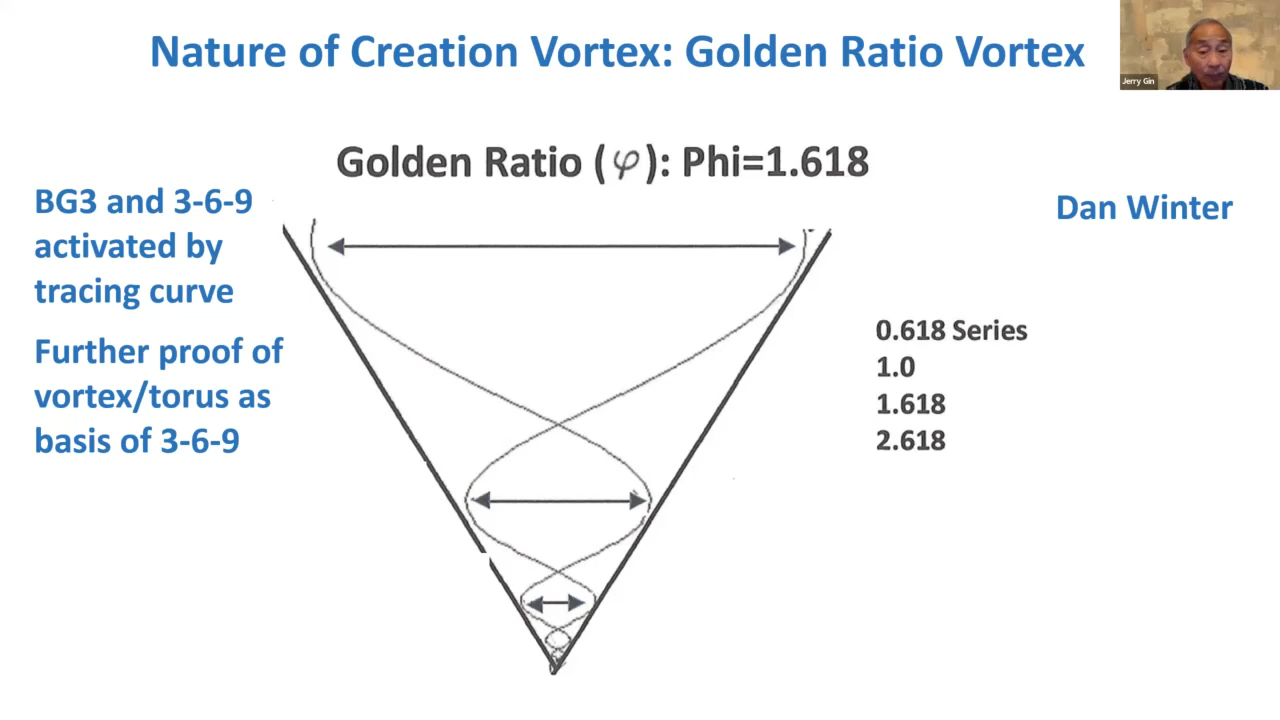 Nature of Creation Vortex: Golden Ratio Vortex
Jerry Gin
Golden Ratio (φ): Phi=1.618
BG3 and 3-6-9
activated by
tracing curve
Further proof of
vortex/torus as
basis of 3-6-9
Dan Winter
0.618 Series
1.0
1.618
2.618